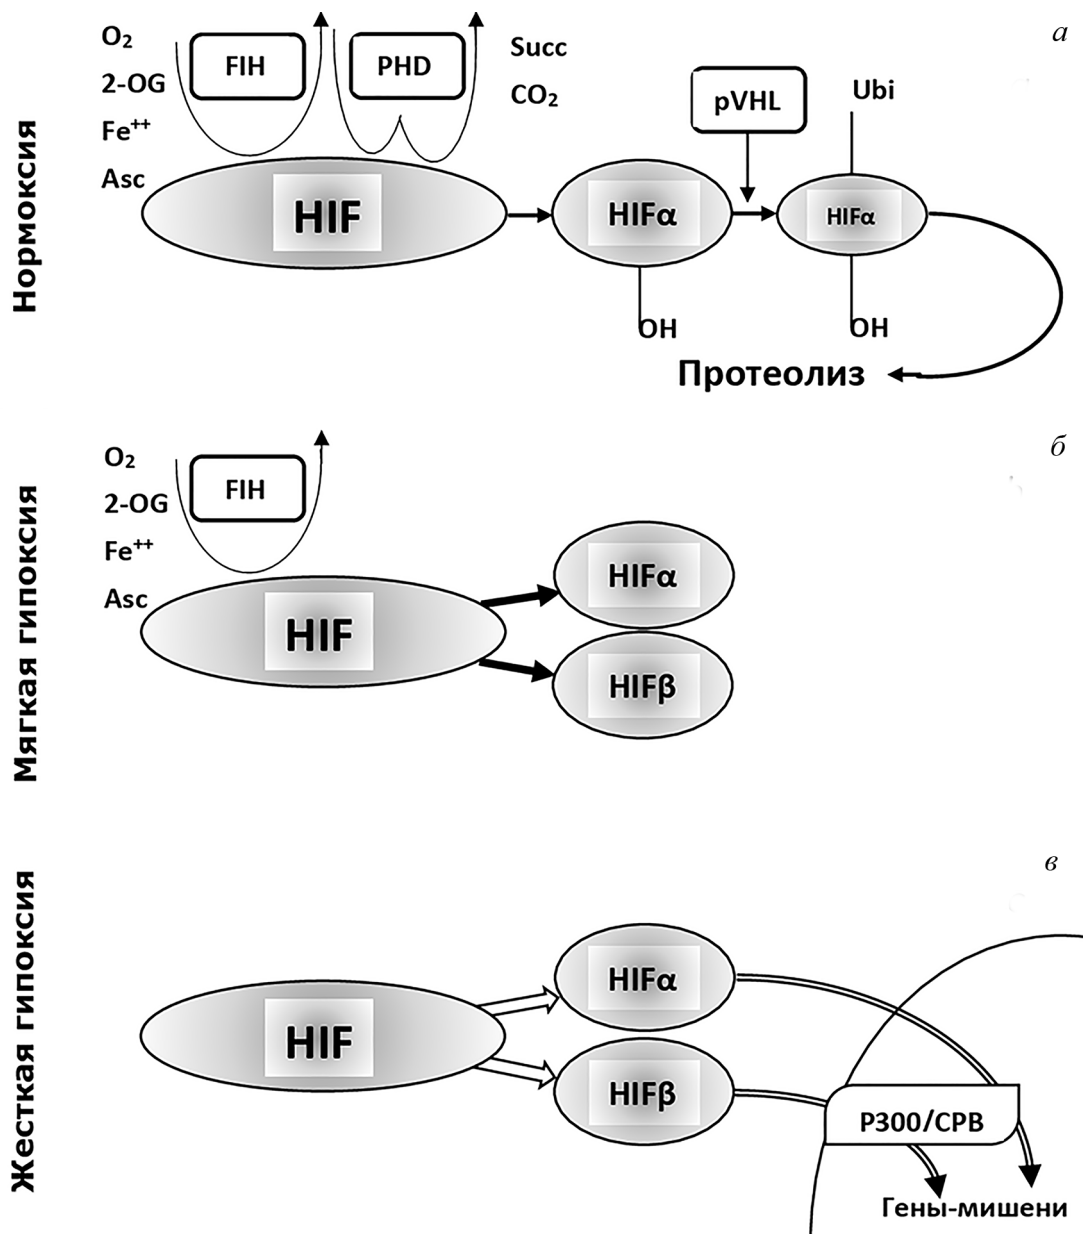 Нормоксия
а
O₂
2-OG
Fe⁺⁺
Asc
FIH
PHD
Succ
CO₂
pVHL
Ubi
HIF
HIFα
HIFα
OH
OH
Протеолиз
Мягкая гипоксия
б
O₂
2-OG
Fe⁺⁺
Asc
FIH
HIF
HIFα
HIFβ
Жесткая гипоксия
в
HIF
HIFα
HIFβ
P300/CPB
Гены-мишени